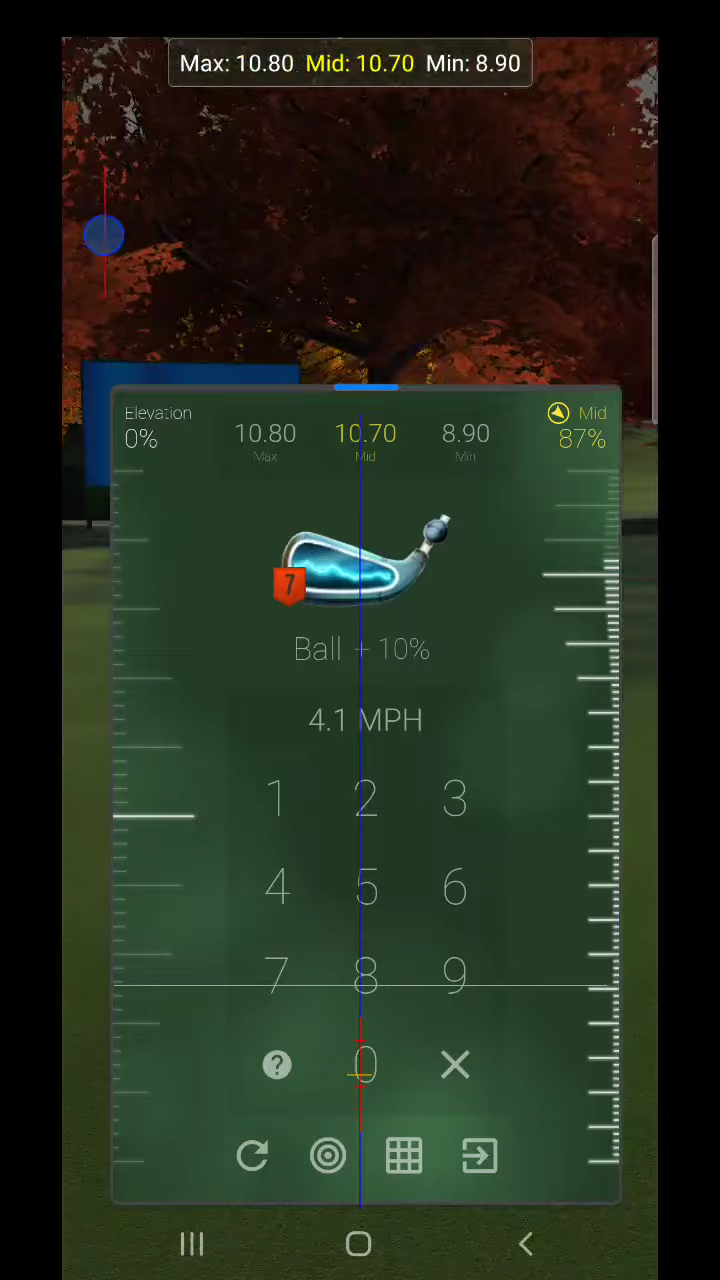 Max: 10.80 Mid: 10.70 Min: 8.90
Elevation
0%
10.80 10.70 8.90
Max Mid Min
Mid
87%
7
Ball + 10%
4.1 MPH
1 2 3
4 5 6
7 8 9
? 0